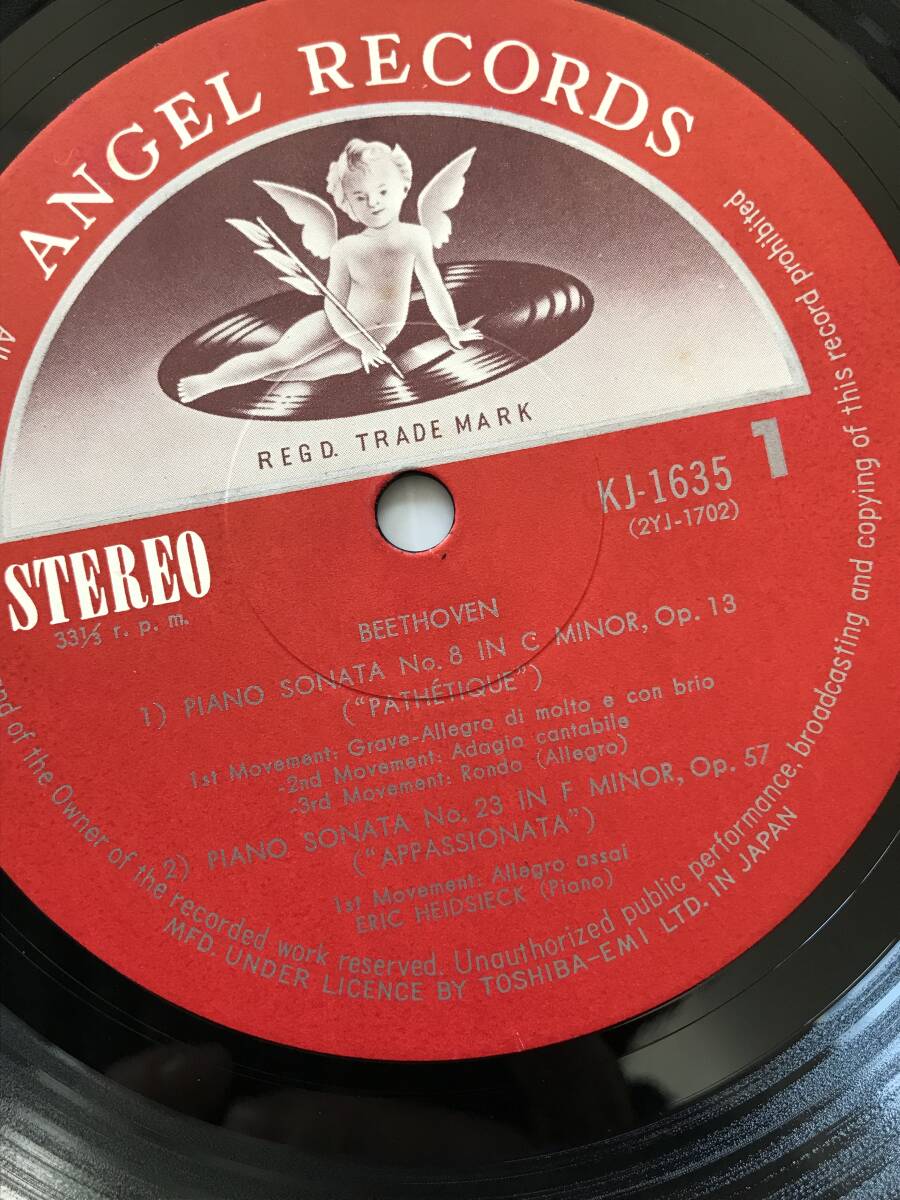 ANGEL RECORDS
REGD. TRADE MARK
KJ-1635 1
(2YJ-1702)
STEREO
33⅓ r. p. m.
BEETHOVEN
1) PIANO SONATA No. 8 IN C MINOR, Op. 13
("PATHÉTIQUE")
1st Movement: Grave-Allegro di molto e con brio
-2nd Movement: Adagio cantabile
-3rd Movement: Rondo (Allegro)
2) PIANO SONATA No. 23 IN F MINOR, Op. 57
("APPASSIONATA")
1st Movement: Allegro assai
ERIC HEIDSIECK (Piano)
All
and of the Owner of the recorded work reserved. Unauthorized public performance, broadcasting and copying of this record prohibited
MFD. UNDER LICENCE BY TOSHIBA-EMI LTD. IN JAPAN